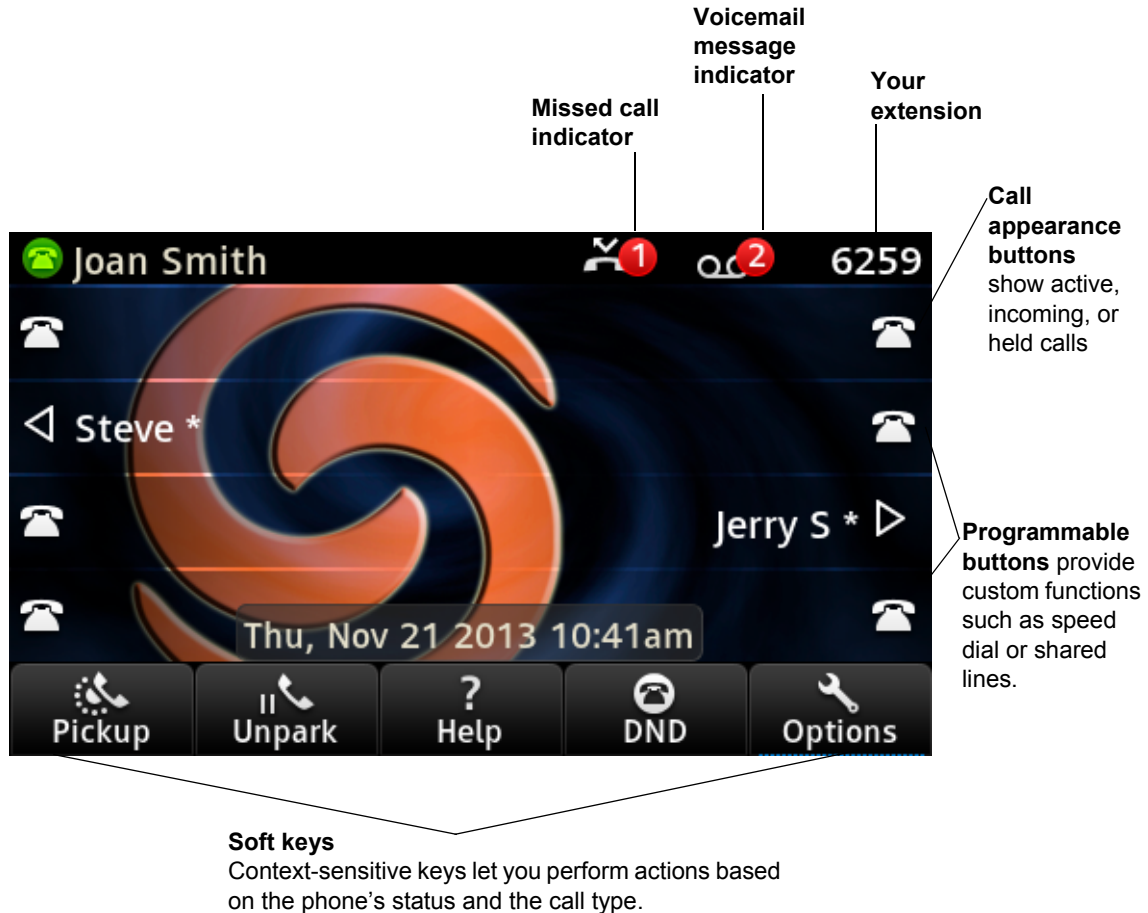 Voicemail
message
indicator
Your
extension
Missed call
indicator
Call
appearance
buttons
show active,
incoming, or
held calls
Joan Smith 1 2 6259
Steve *
Jerry S *
Programmable
buttons provide
custom functions
such as speed
dial or shared
lines.
Thu, Nov 21 2013 10:41am
Pickup Unpark ? Help DND Options
Soft keys
Context-sensitive keys let you perform actions based
on the phone’s status and the call type.